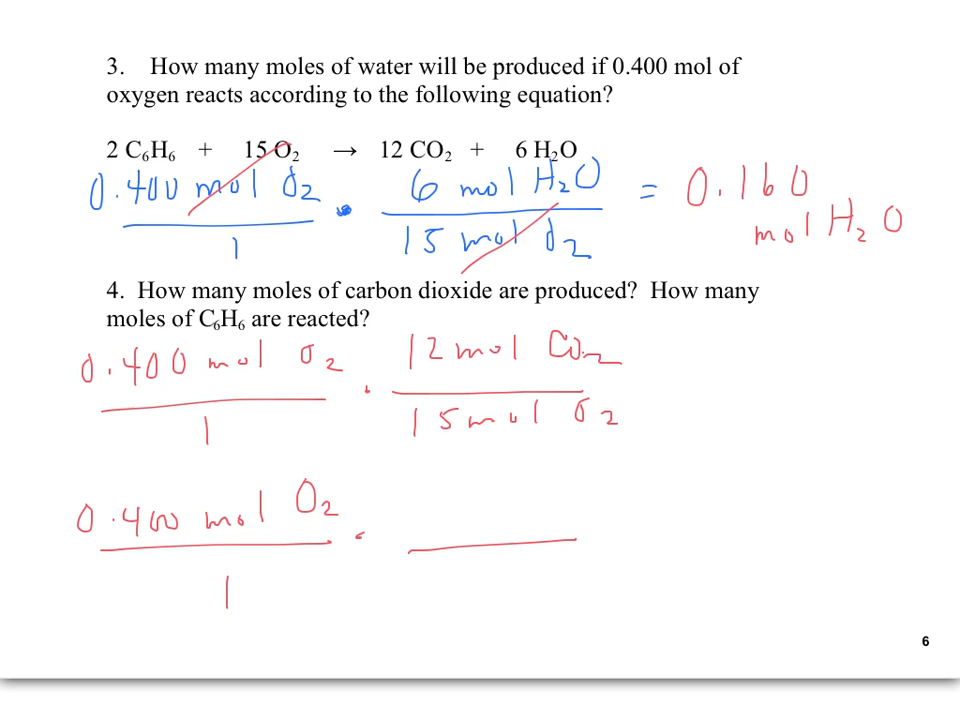 3. How many moles of water will be produced if 0.400 mol of
oxygen reacts according to the following equation?
2 C₆H₆ + 15 O₂ → 12 CO₂ + 6 H₂O
0.400 mol O₂ · 6 mol H₂O = 0.160
1 15 mol O₂ mol H₂O
4. How many moles of carbon dioxide are produced? How many
moles of C₆H₆ are reacted?
0.400 mol O₂ · 12 mol CO₂
1 15 mol O₂
0.400 mol O₂ ·
1
6